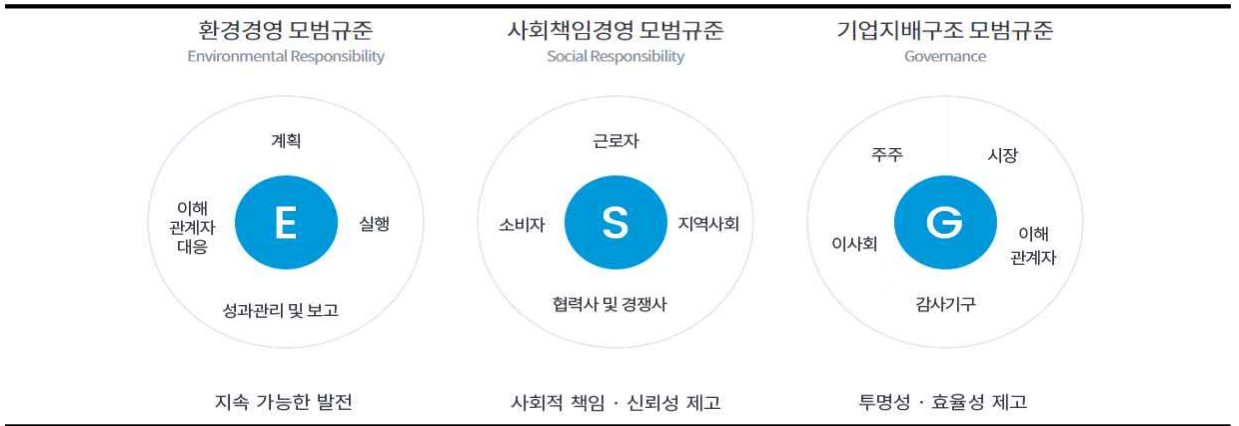 환경경영 모범규준
Environmental Responsibility
계획
이해
관계자
대응
E
실행
성과관리 및 보고
지속 가능한 발전
사회책임경영 모범규준
Social Responsibility
근로자
소비자
S
지역사회
협력사 및 경쟁사
사회적 책임 · 신뢰성 제고
기업지배구조 모범규준
Governance
주주
시장
G
이사회
이해
관계자
감사기구
투명성 · 효율성 제고